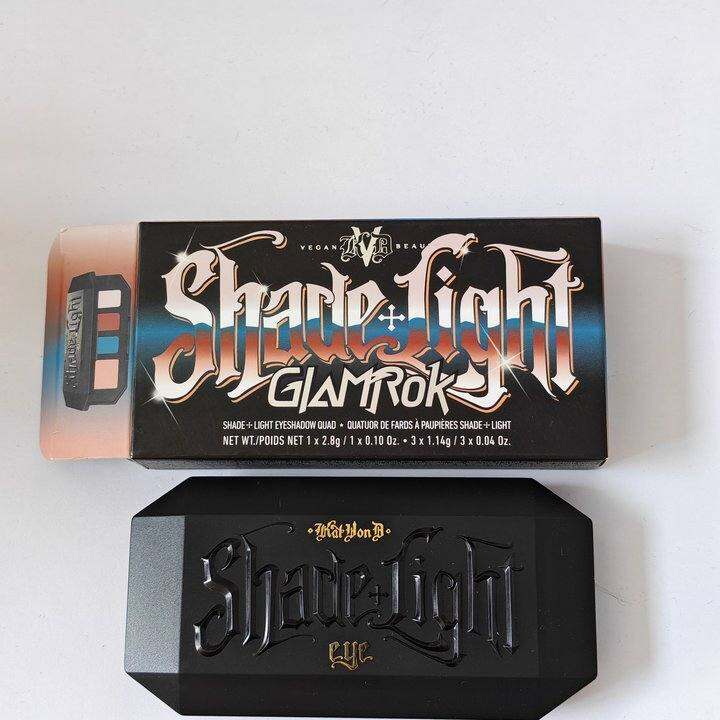 VEGAN KVD BEAU
Shade+Light
GLAMROK
SHADE+LIGHT EYESHADOW QUAD ★ QUATUOR DE FARDS À PAUPIÈRES SHADE+LIGHT
NET WT./POIDS NET 1 x 2.8g / 1 x 0.10 Oz. • 3 x 1.14g / 3 x 0.04 Oz.
Shade+Light
Kat Von D
Shade+Light
eye